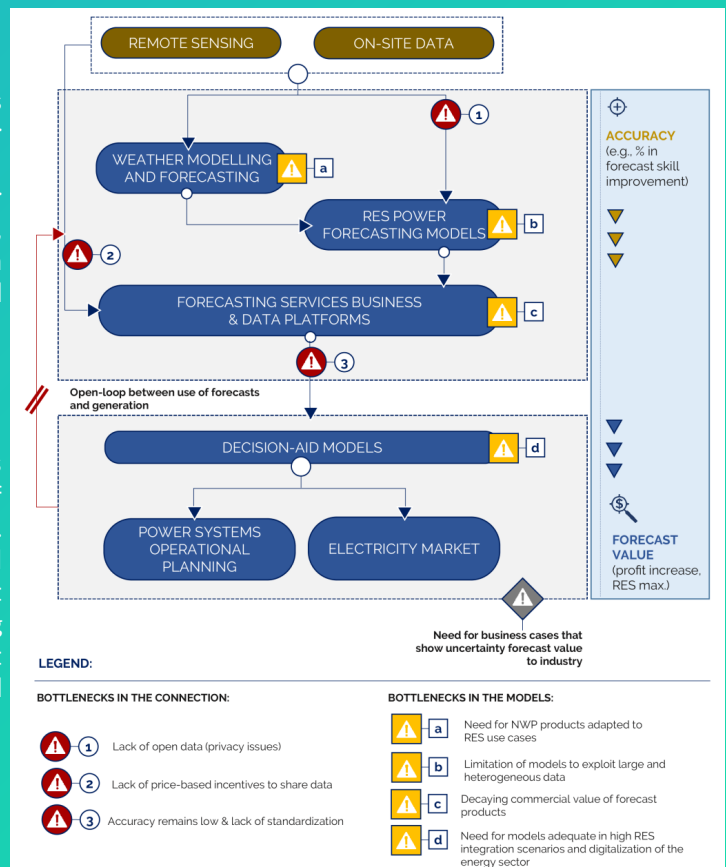 REMOTE SENSING
ON-SITE DATA
1
ACCURACY
(e.g., % in
forecast skill
improvement)
WEATHER MODELLING
AND FORECASTING
a
RES POWER
FORECASTING MODELS
b
2
FORECASTING SERVICES BUSINESS
& DATA PLATFORMS
c
3
Open-loop between use of forecasts
and generation
DECISION-AID MODELS
d
POWER SYSTEMS
OPERATIONAL
PLANNING
ELECTRICITY MARKET
$
FORECAST
VALUE
(profit increase,
RES max.)
Need for business cases that
show uncertainty forecast value
to industry
LEGEND:
BOTTLENECKS IN THE CONNECTION:
1 Lack of open data (privacy issues)
2 Lack of price-based incentives to share data
3 Accuracy remains low & lack of standardization
BOTTLENECKS IN THE MODELS:
a Need for NWP products adapted to
RES use cases
b Limitation of models to exploit large and
heterogeneous data
c Decaying commercial value of forecast
products
d Need for models adequate in high RES
integration scenarios and digitalization of the
energy sector